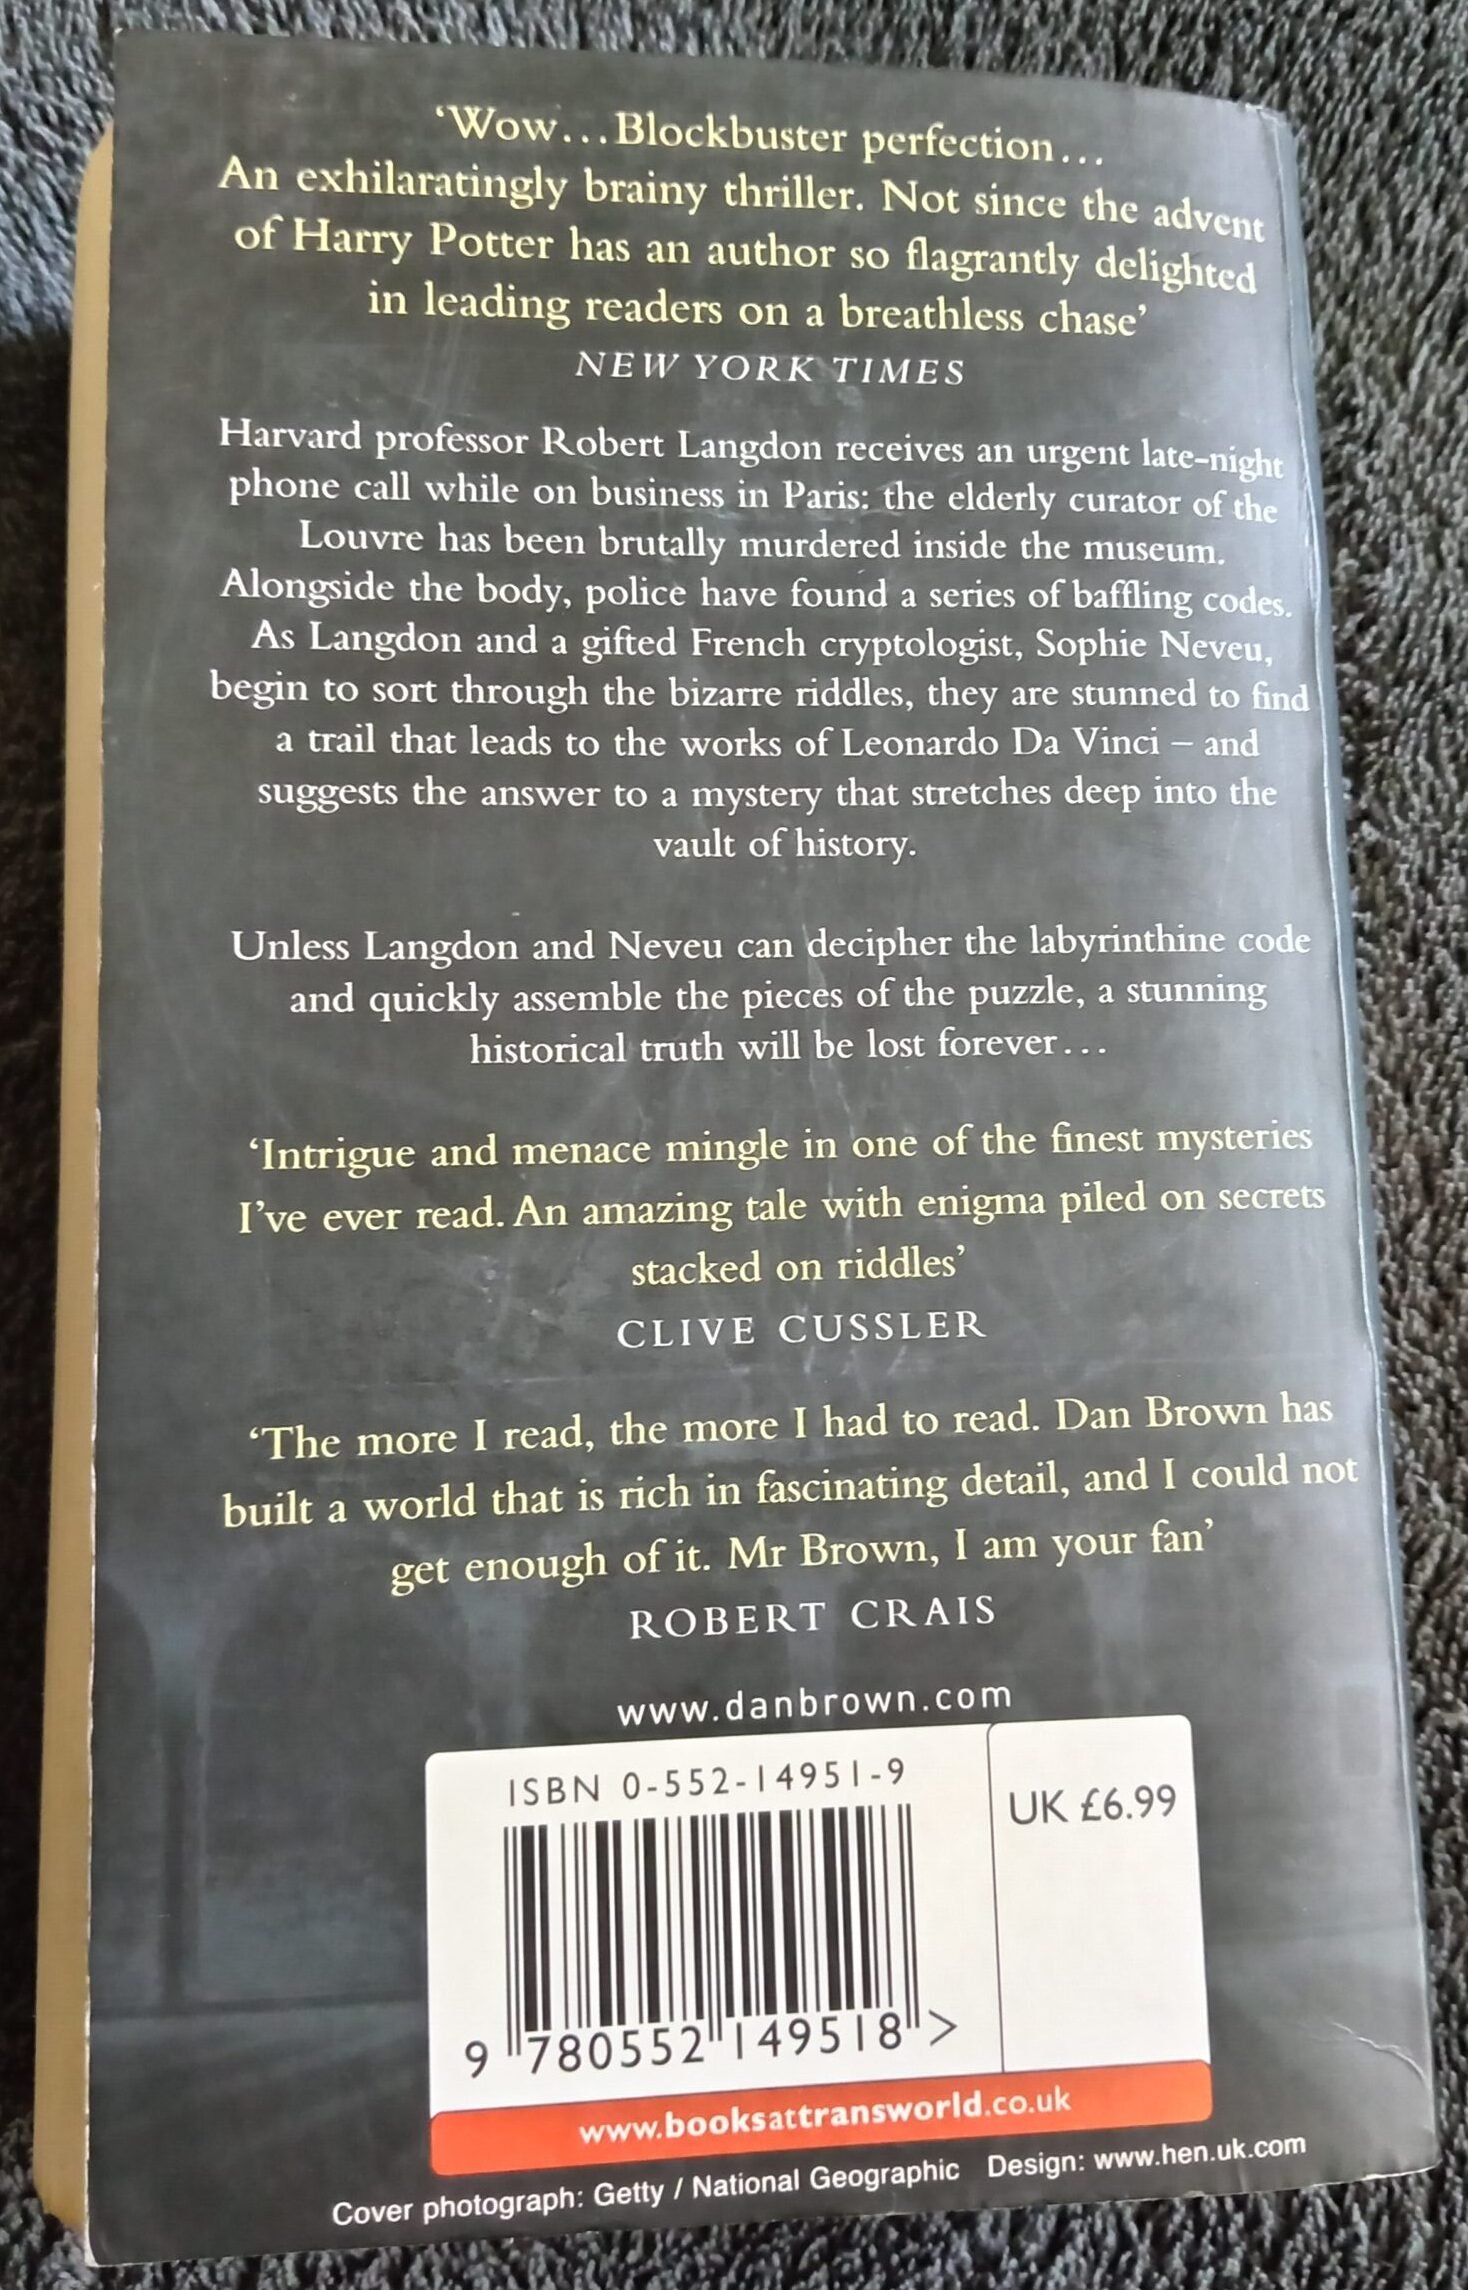 ‘Wow...Blockbuster perfection...
An exhilaratingly brainy thriller. Not since the advent
of Harry Potter has an author so flagrantly delighted
in leading readers on a breathless chase’
NEW YORK TIMES
Harvard professor Robert Langdon receives an urgent late-night
phone call while on business in Paris: the elderly curator of the
Louvre has been brutally murdered inside the museum.
Alongside the body, police have found a series of baffling codes.
As Langdon and a gifted French cryptologist, Sophie Neveu,
begin to sort through the bizarre riddles, they are stunned to find
a trail that leads to the works of Leonardo Da Vinci – and
suggests the answer to a mystery that stretches deep into the
vault of history.
Unless Langdon and Neveu can decipher the labyrinthine code
and quickly assemble the pieces of the puzzle, a stunning
historical truth will be lost forever...
‘Intrigue and menace mingle in one of the finest mysteries
I’ve ever read. An amazing tale with enigma piled on secrets
stacked on riddles’
CLIVE CUSSLER
‘The more I read, the more I had to read. Dan Brown has
built a world that is rich in fascinating detail, and I could not
get enough of it. Mr Brown, I am your fan’
ROBERT CRAIS
www.danbrown.com
ISBN 0-552-14951-9
UK £6.99
9 780552 149518 >
www.booksattransworld.co.uk
Cover photograph: Getty / National Geographic Design: www.hen.uk.com